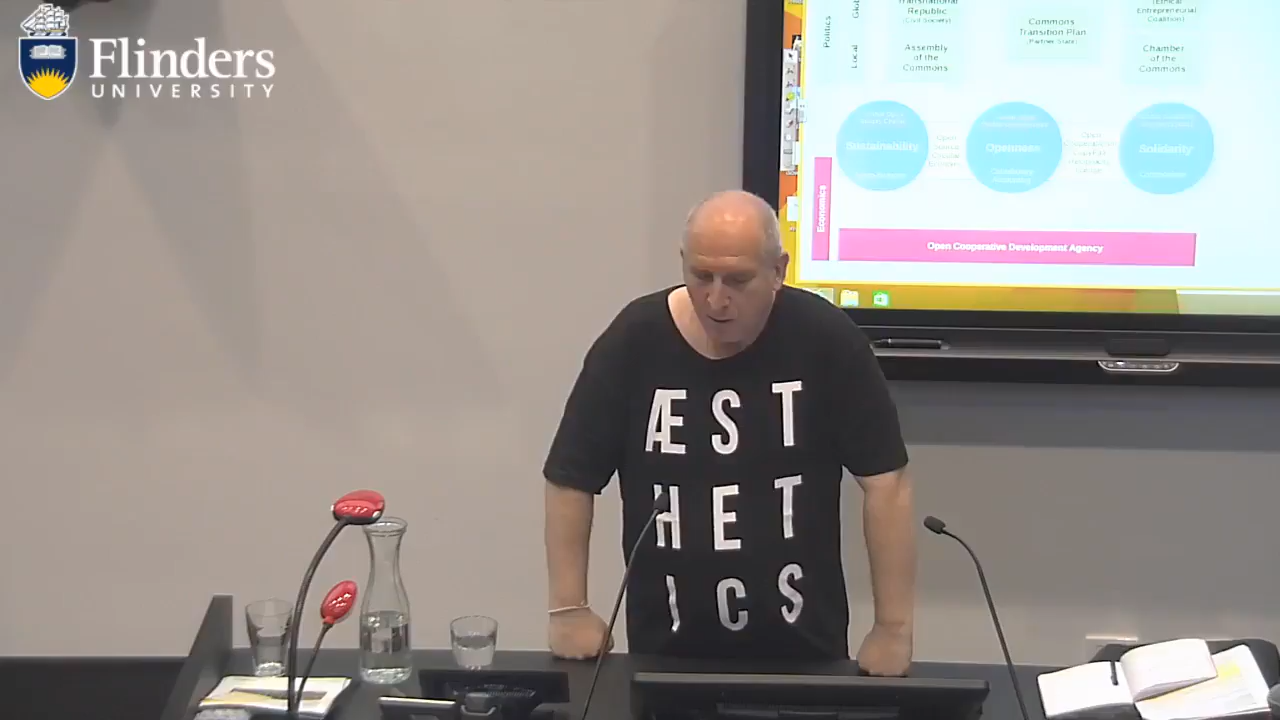 Flinders
UNIVERSITY
Politics
Local
Transnational
Republic
(Civil Society)
Assembly
of the
Commons
Commons
Transition Plan
(Partner State)
(Ethical
Entrepreneurial
Coalition)
Chamber
of the
Commons
Sustainability
Openness
Solidarity
Economics
Open Cooperative Development Agency
ÆST
HET
ICS